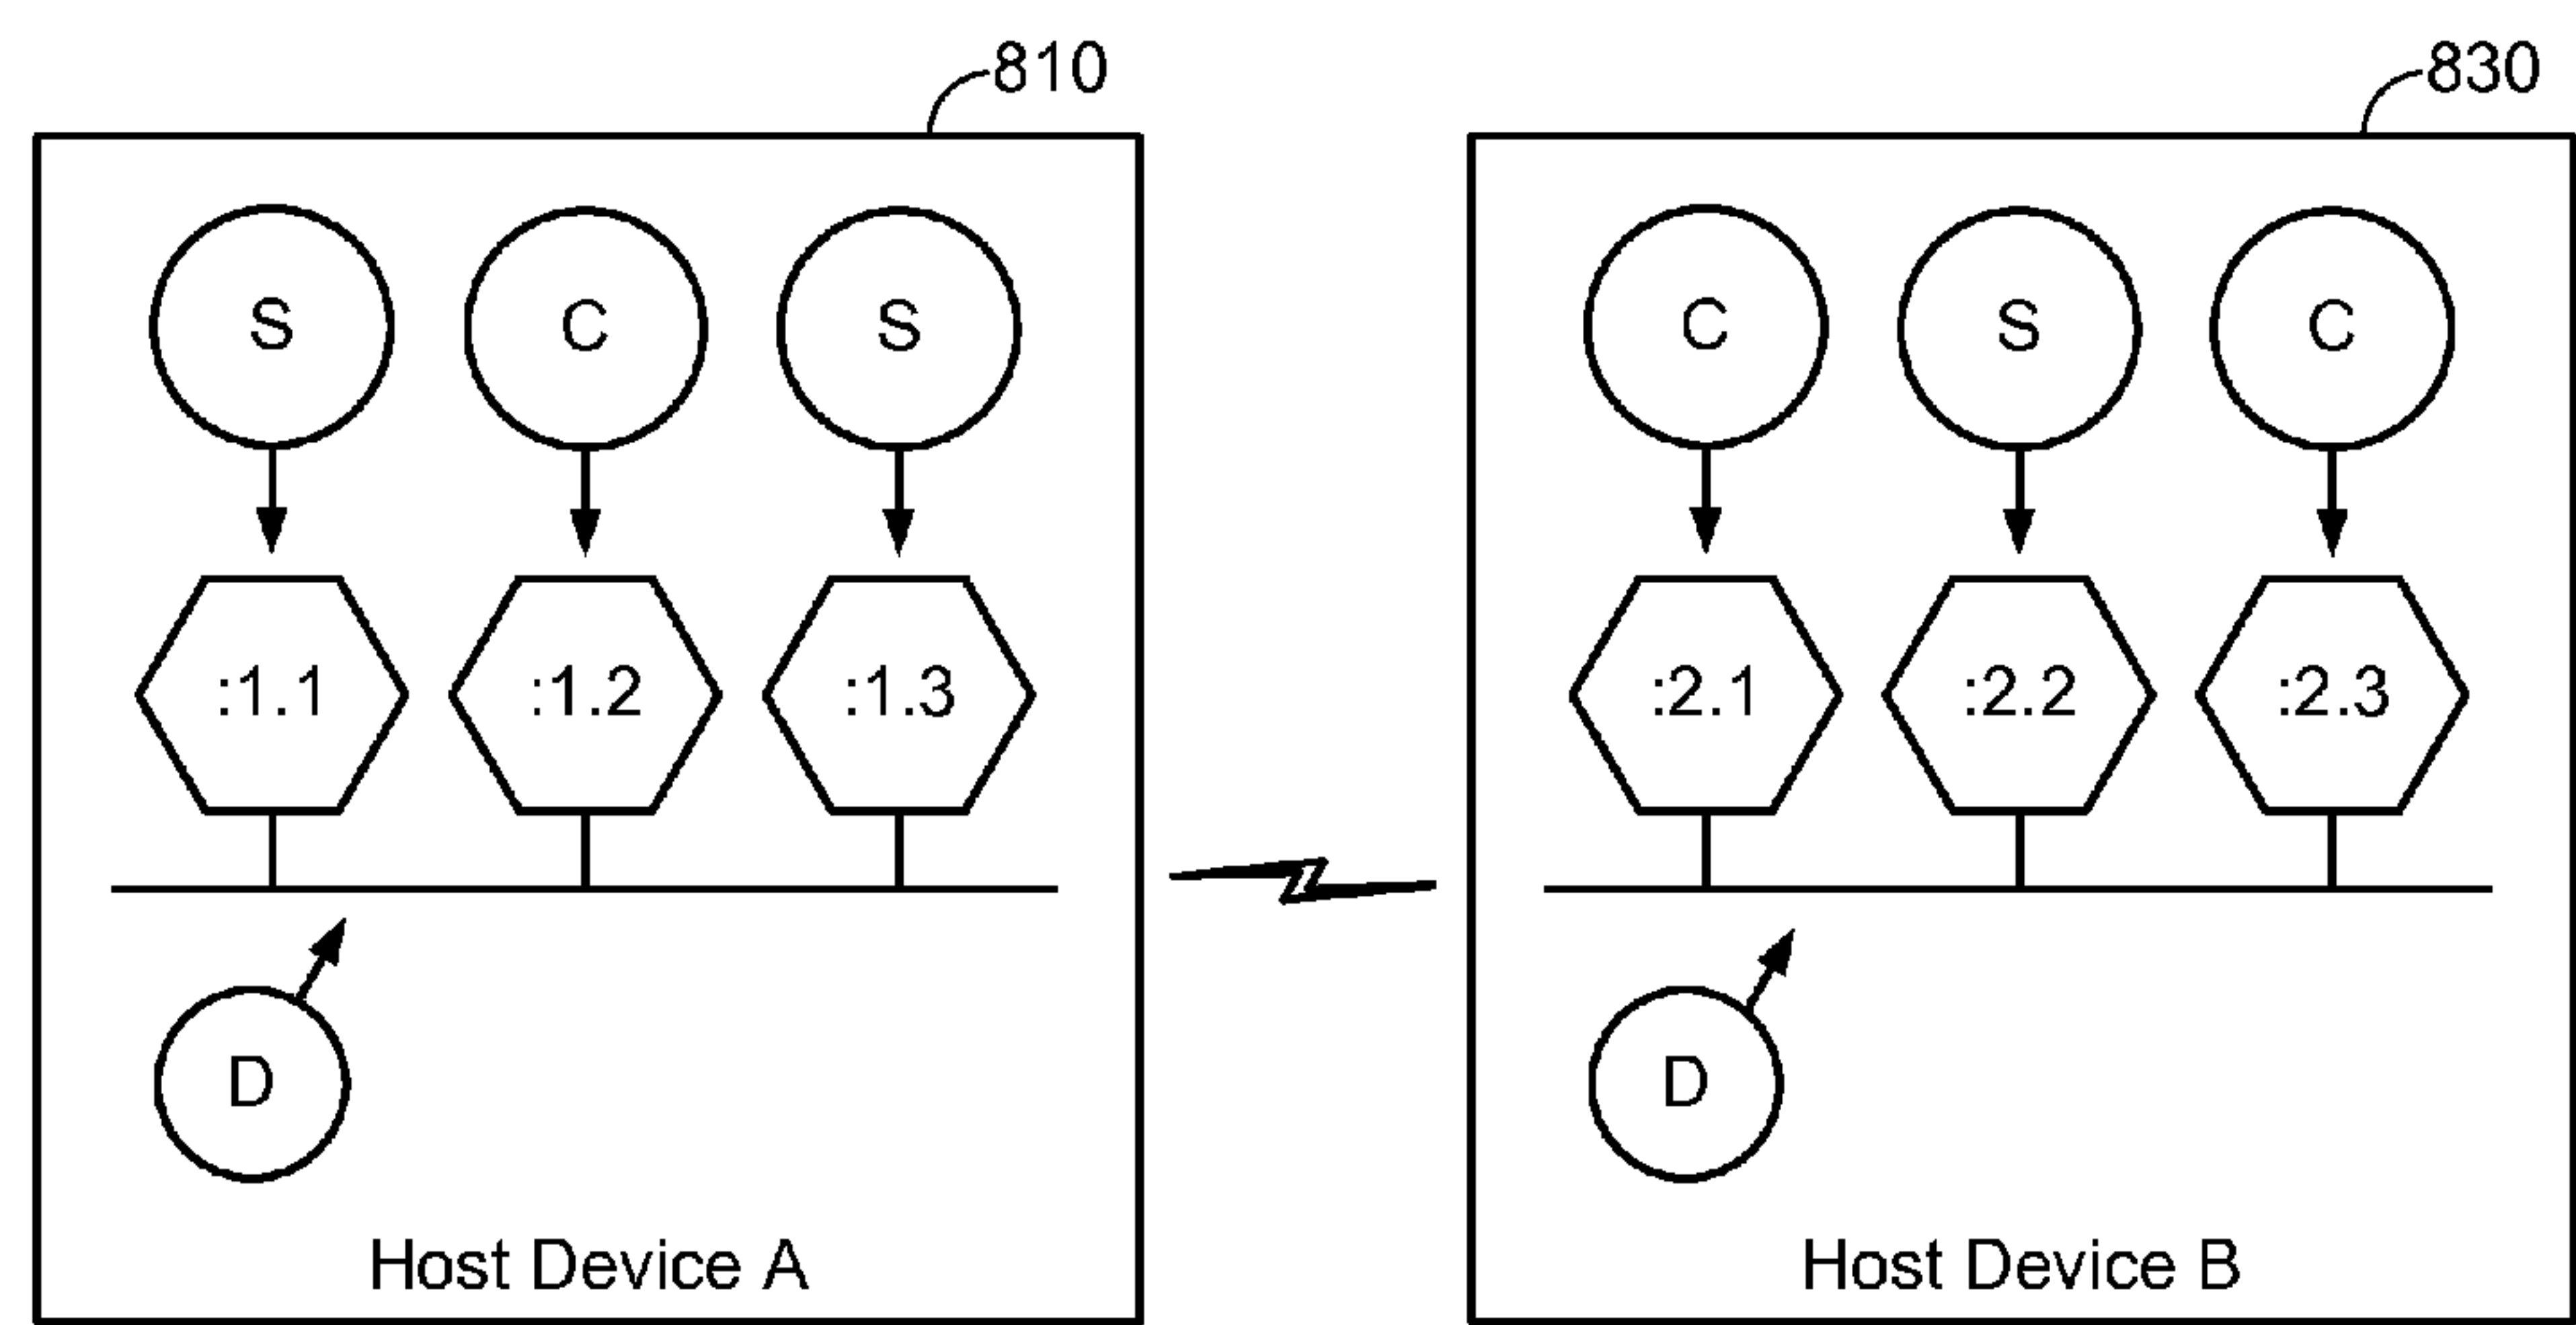 810
830
S C S
C S C
:1.1 :1.2 :1.3
:2.1 :2.2 :2.3
D
D
Host Device A
Host Device B